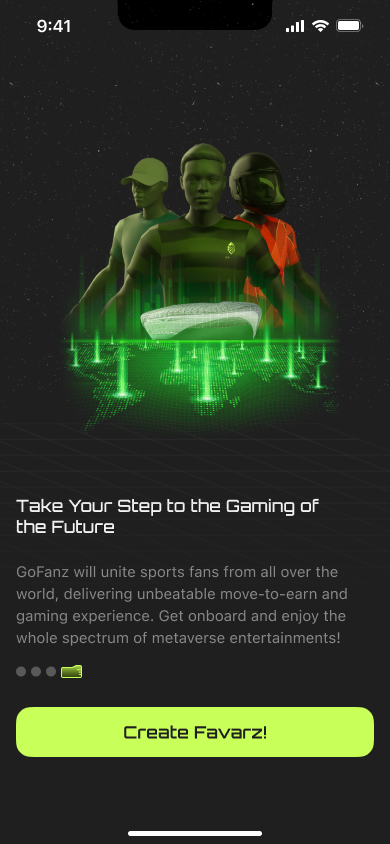 9:41
Take Your Step to the Gaming of
the Future
GoFanz will unite sports fans from all over the
world, delivering unbeatable move-to-earn and
gaming experience. Get onboard and enjoy the
whole spectrum of metaverse entertainments!
Create Favarz!